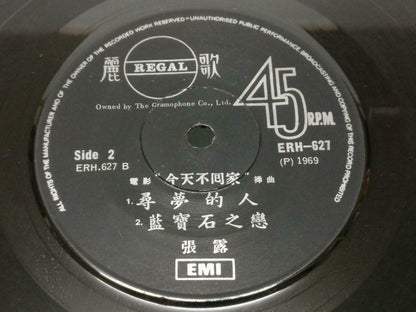 ALL RIGHTS OF THE MANUFACTURER AND OF THE OWNER OF THE RECORDED WORK RESERVED–UNAUTHORISED PUBLIC PERFORMANCE, BROADCASTING AND COPYING OF THIS RECORD PROHIBITED
麗 REGAL 歌
Owned by The Gramophone Co., Ltd.
45 R.P.M.
Side 2
ERH.627 B
ERH–627
(P) 1969
電影"今天不回家"插曲
1.尋夢的人
2.藍寶石之戀
張露
EMI